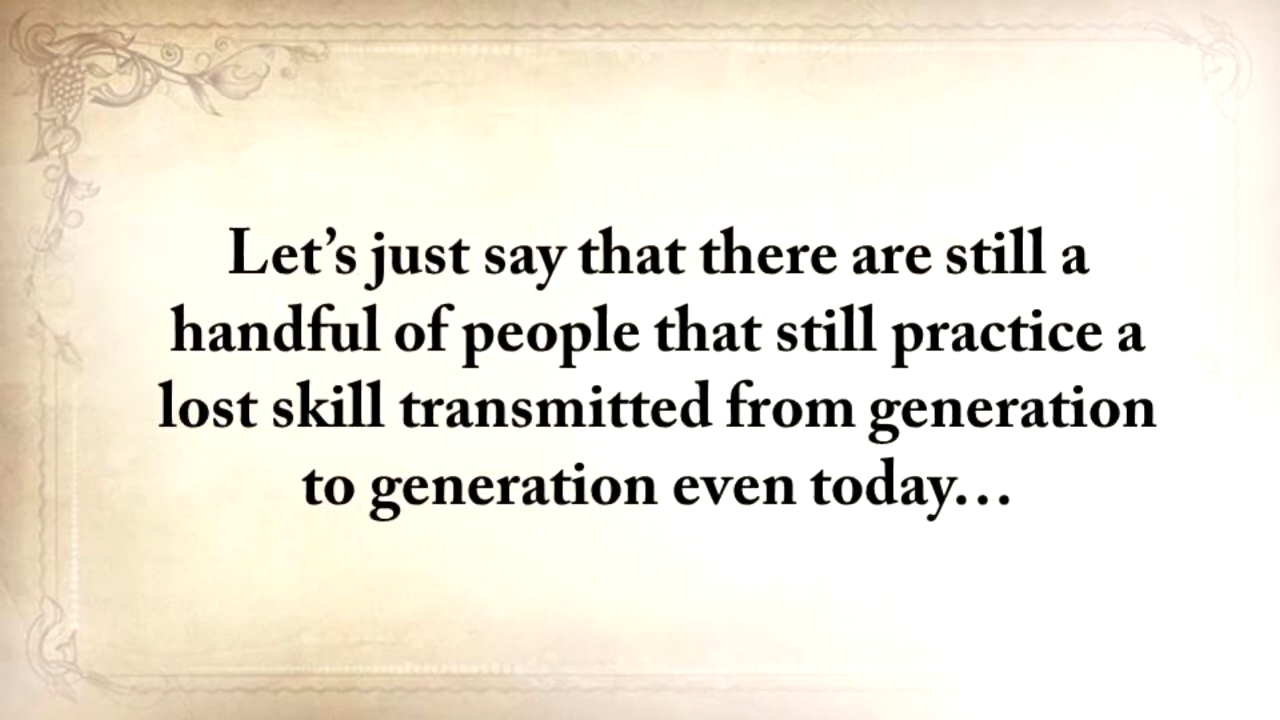 Let’s just say that there are still a
handful of people that still practice a
lost skill transmitted from generation
to generation even today…